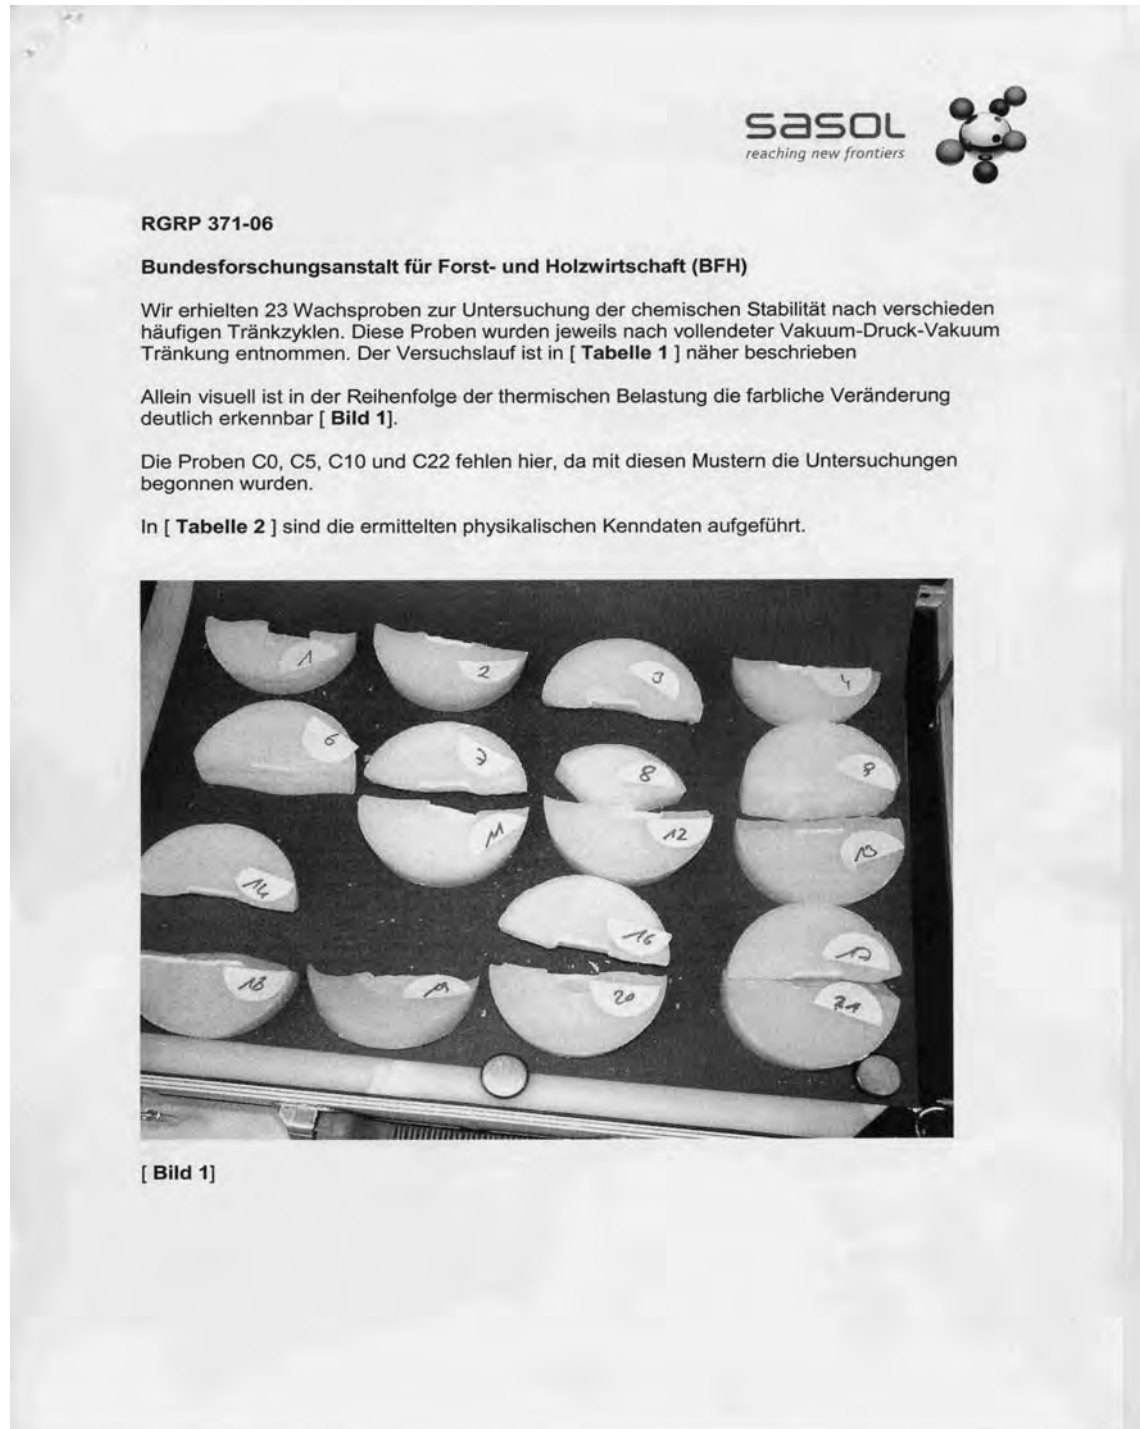 sasol
reaching new frontiers
RGRP 371-06
Bundesforschungsanstalt für Forst- und Holzwirtschaft (BFH)
Wir erhielten 23 Wachsproben zur Untersuchung der chemischen Stabilität nach verschieden
häufigen Tränkzyklen. Diese Proben wurden jeweils nach vollendeter Vakuum-Druck-Vakuum
Tränkung entnommen. Der Versuchslauf ist in [ Tabelle 1 ] näher beschrieben
Allein visuell ist in der Reihenfolge der thermischen Belastung die farbliche Veränderung
deutlich erkennbar [ Bild 1].
Die Proben C0, C5, C10 und C22 fehlen hier, da mit diesen Mustern die Untersuchungen
begonnen wurden.
In [ Tabelle 2 ] sind die ermittelten physikalischen Kenndaten aufgeführt.
1 2 3 4
6 7 8 9
11 12 13
14 16 17
18 19 20 21
[ Bild 1]